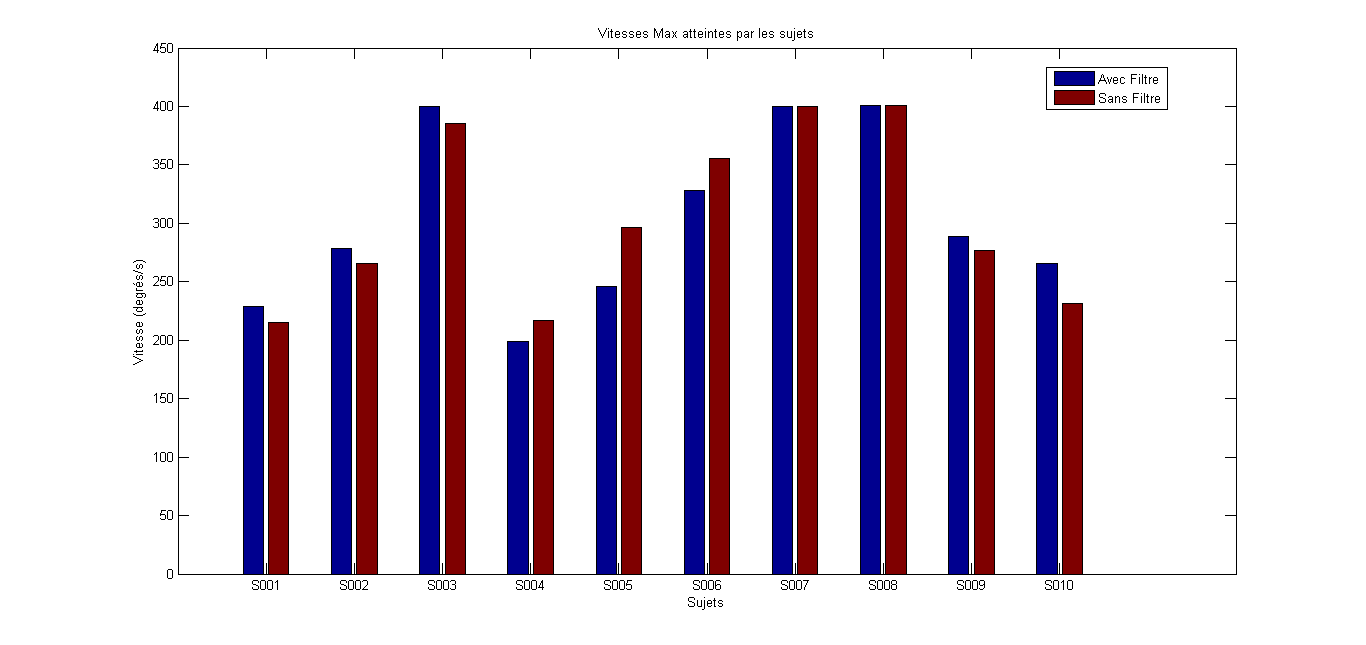 Vitesses Max atteintes par les sujets
450
400
350
300
250
200
150
100
50
0
Vitesse (degrés/s)
Avec Filtre
Sans Filtre
S001 S002 S003 S004 S005 S006 S007 S008 S009 S010
Sujets